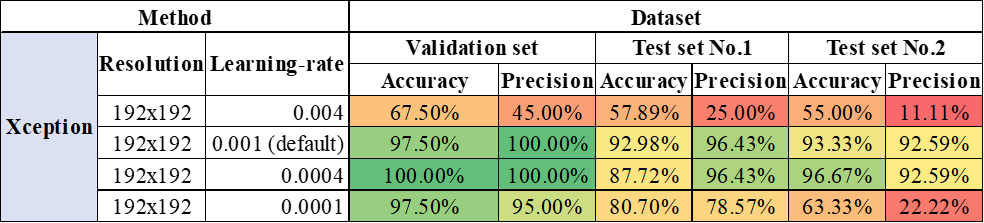 Method Dataset
Xception Resolution Learning-rate Validation set Test set No.1 Test set No.2
Accuracy Precision Accuracy Precision Accuracy Precision
192x192 0.004 67.50% 45.00% 57.89% 25.00% 55.00% 11.11%
192x192 0.001 (default) 97.50% 100.00% 92.98% 96.43% 93.33% 92.59%
192x192 0.0004 100.00% 100.00% 87.72% 96.43% 96.67% 92.59%
192x192 0.0001 97.50% 95.00% 80.70% 78.57% 63.33% 22.22%